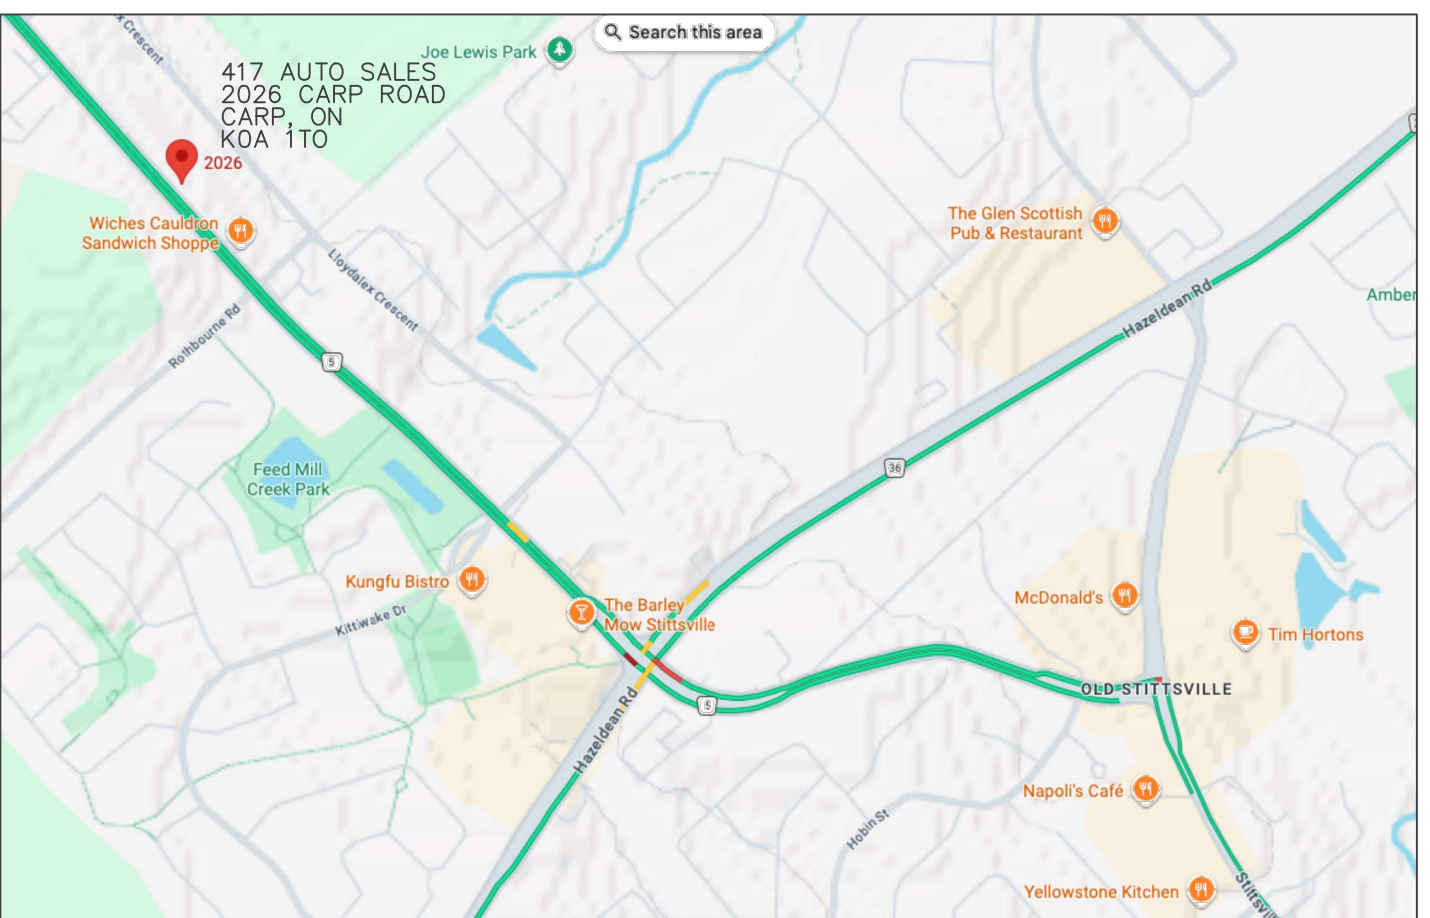 Search this area
Joe Lewis Park
417 AUTO SALES
2026 CARP ROAD
CARP, ON
K0A 1T0
2026
Wiches Cauldron
Sandwich Shoppe
The Glen Scottish
Pub & Restaurant
Lloydalex Crescent
Hazeldean Rd
Amber
Rothbourne Rd
5
36
Feed Mill
Creek Park
Kungfu Bistro
The Barley
Mow Stittsville
McDonald's
Kittiwake Dr
Tim Hortons
OLD STITTSVILLE
5
Hazeldean Rd
Napoli's Café
Hobin St
Yellowstone Kitchen